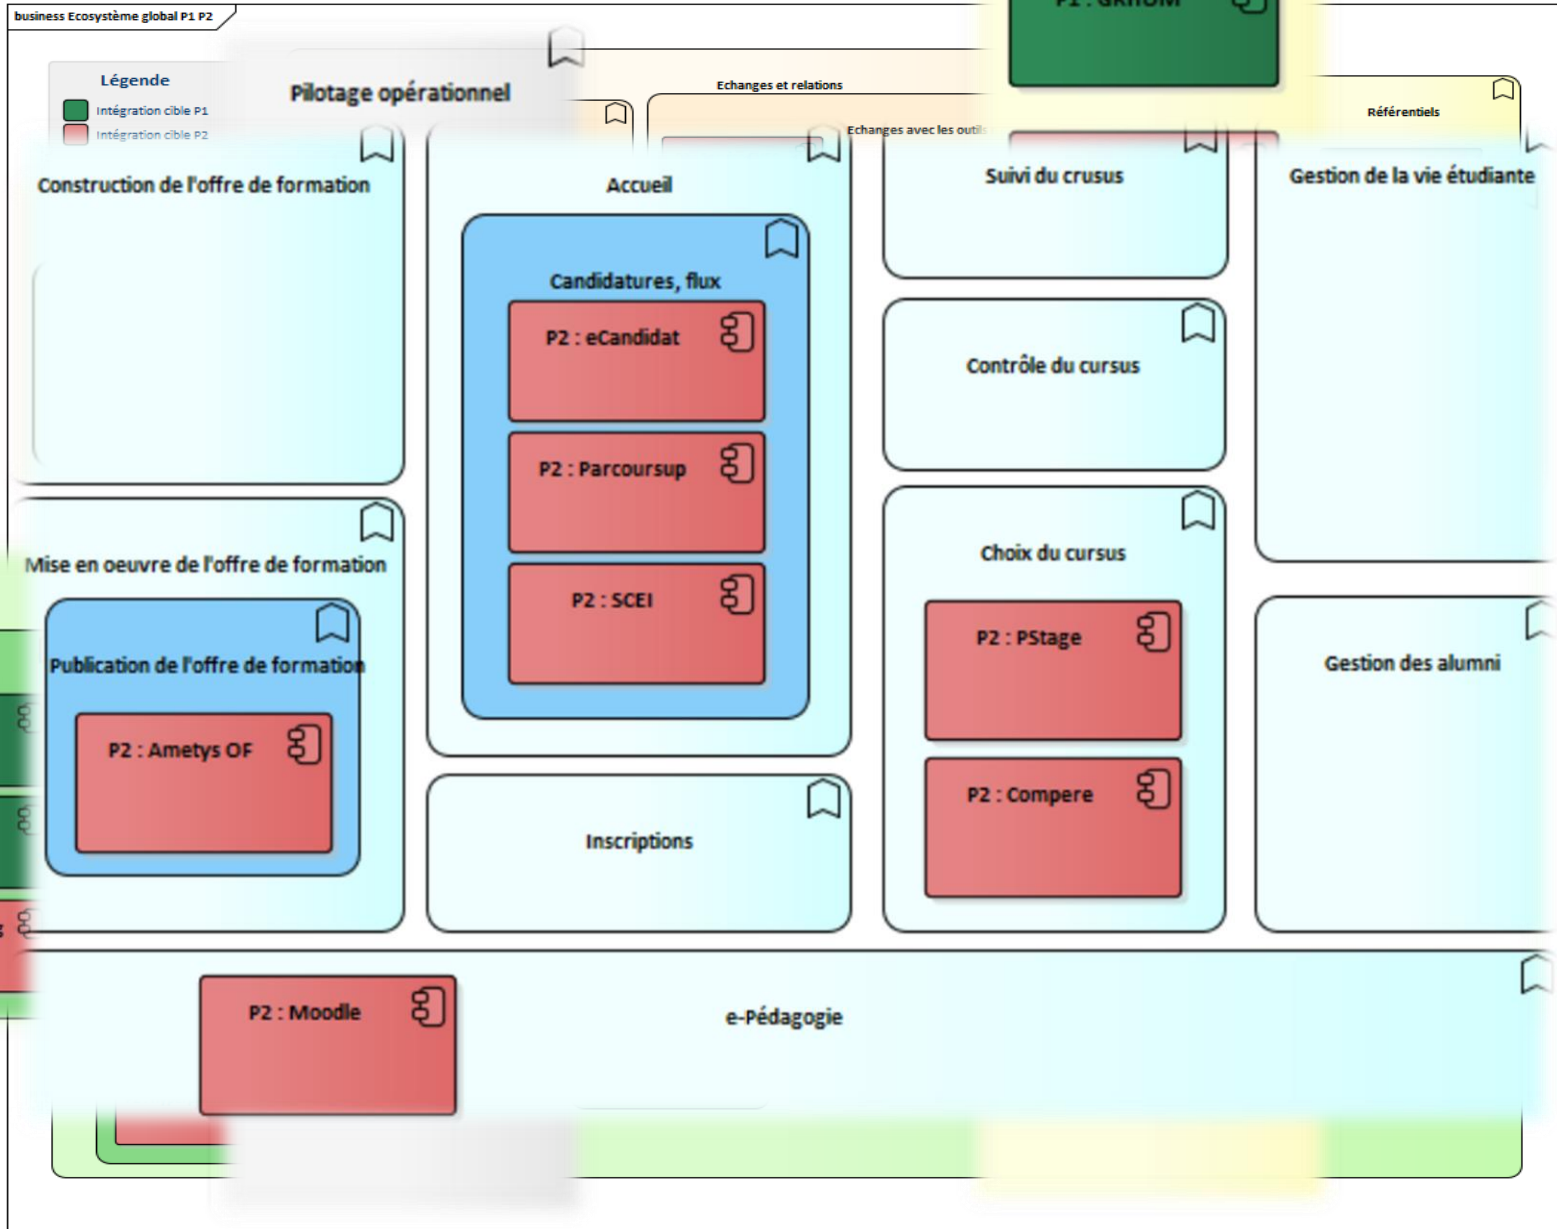 business Ecosystème global P1 P2
Légende
Intégration cible P1
Intégration cible P2
Pilotage opérationnel
Echanges et relations
Echanges avec les outils
Référentiels
Construction de l'offre de formation
Accueil
Suivi du crusus
Gestion de la vie étudiante
Candidatures, flux
P2 : eCandidat
P2 : Parcoursup
P2 : SCEI
Contrôle du cursus
Choix du cursus
P2 : PStage
P2 : Compere
Mise en oeuvre de l'offre de formation
Publication de l'offre de formation
P2 : Ametys OF
Gestion des alumni
Inscriptions
P2 : Moodle
e-Pédagogie